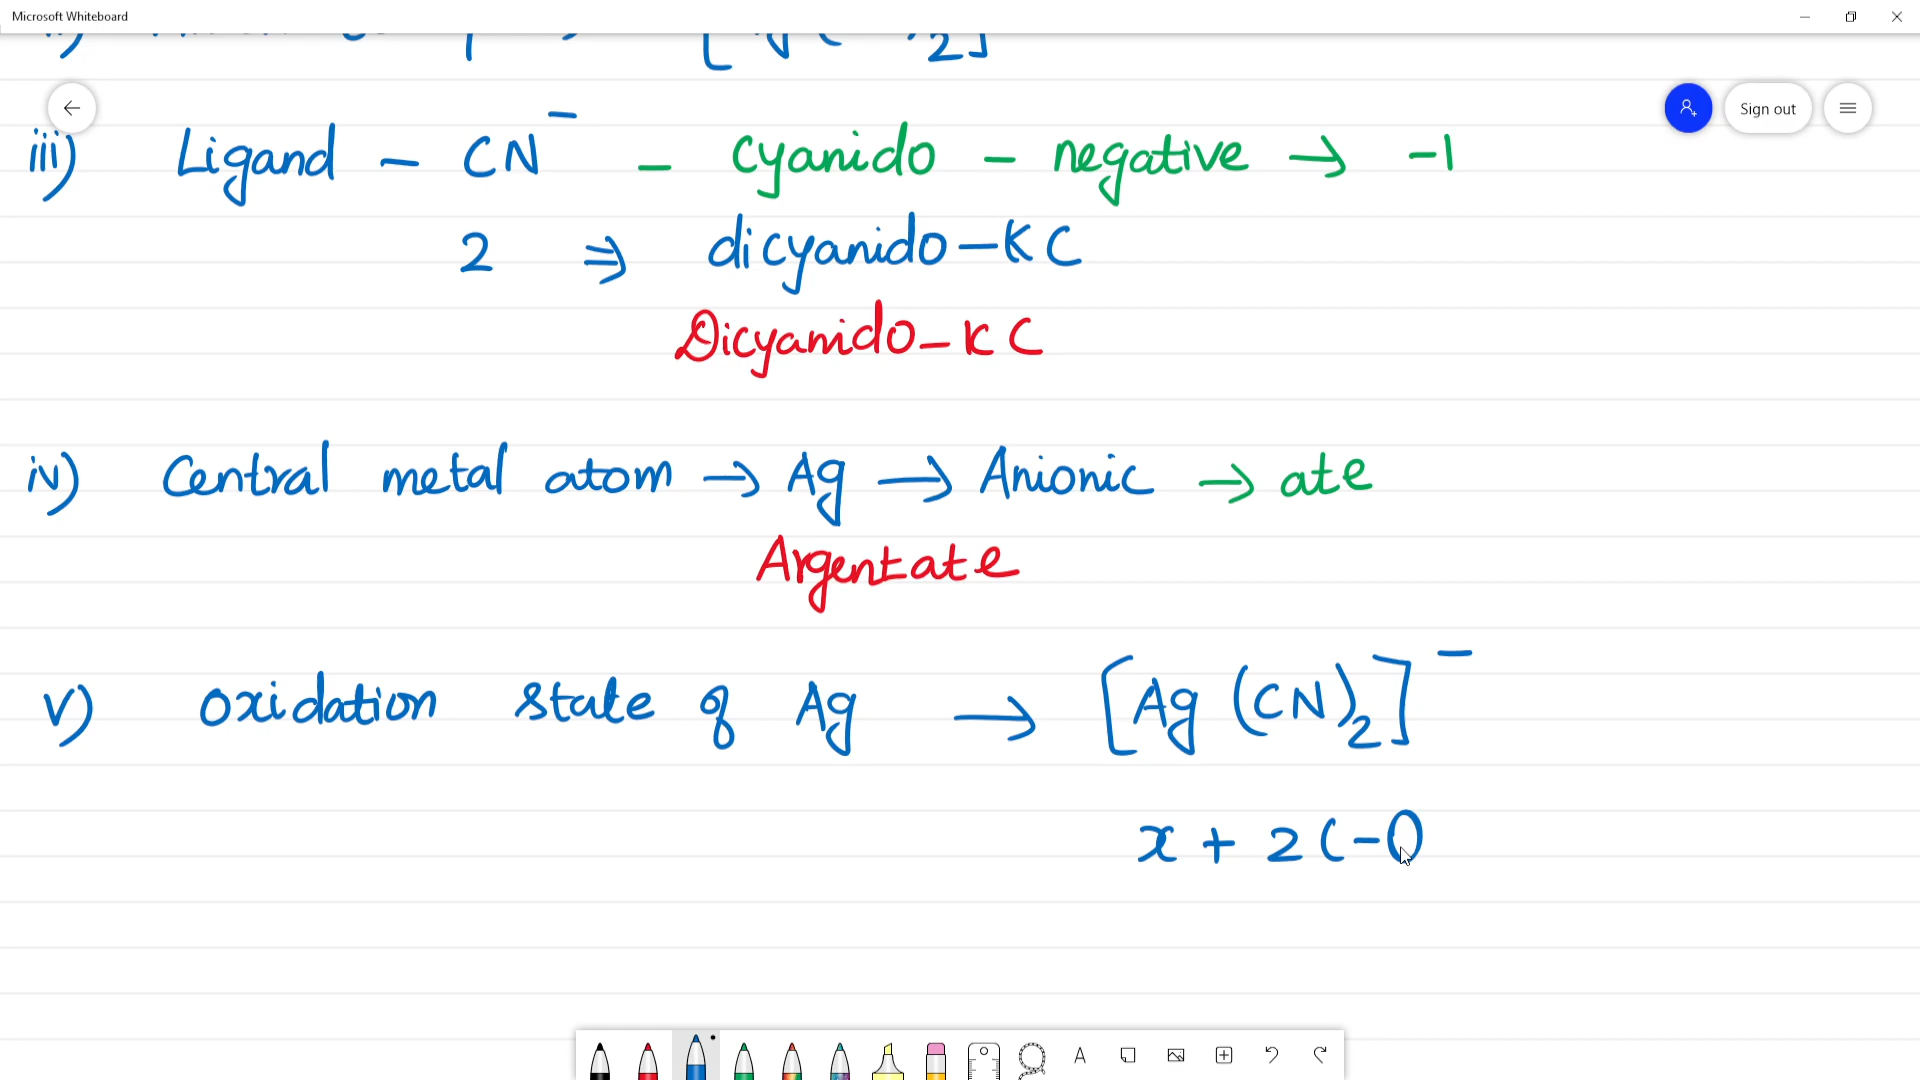 Microsoft Whiteboard
Sign out
iii) Ligand – CN⁻ – Cyanido – negative → -1
2 ⇒ dicyanido–KC
Dicyanido–KC
iv) Central metal atom → Ag → Anionic → ate
Argentate
v) Oxidation state of Ag → [Ag (CN)₂]⁻
x + 2(-1)
A